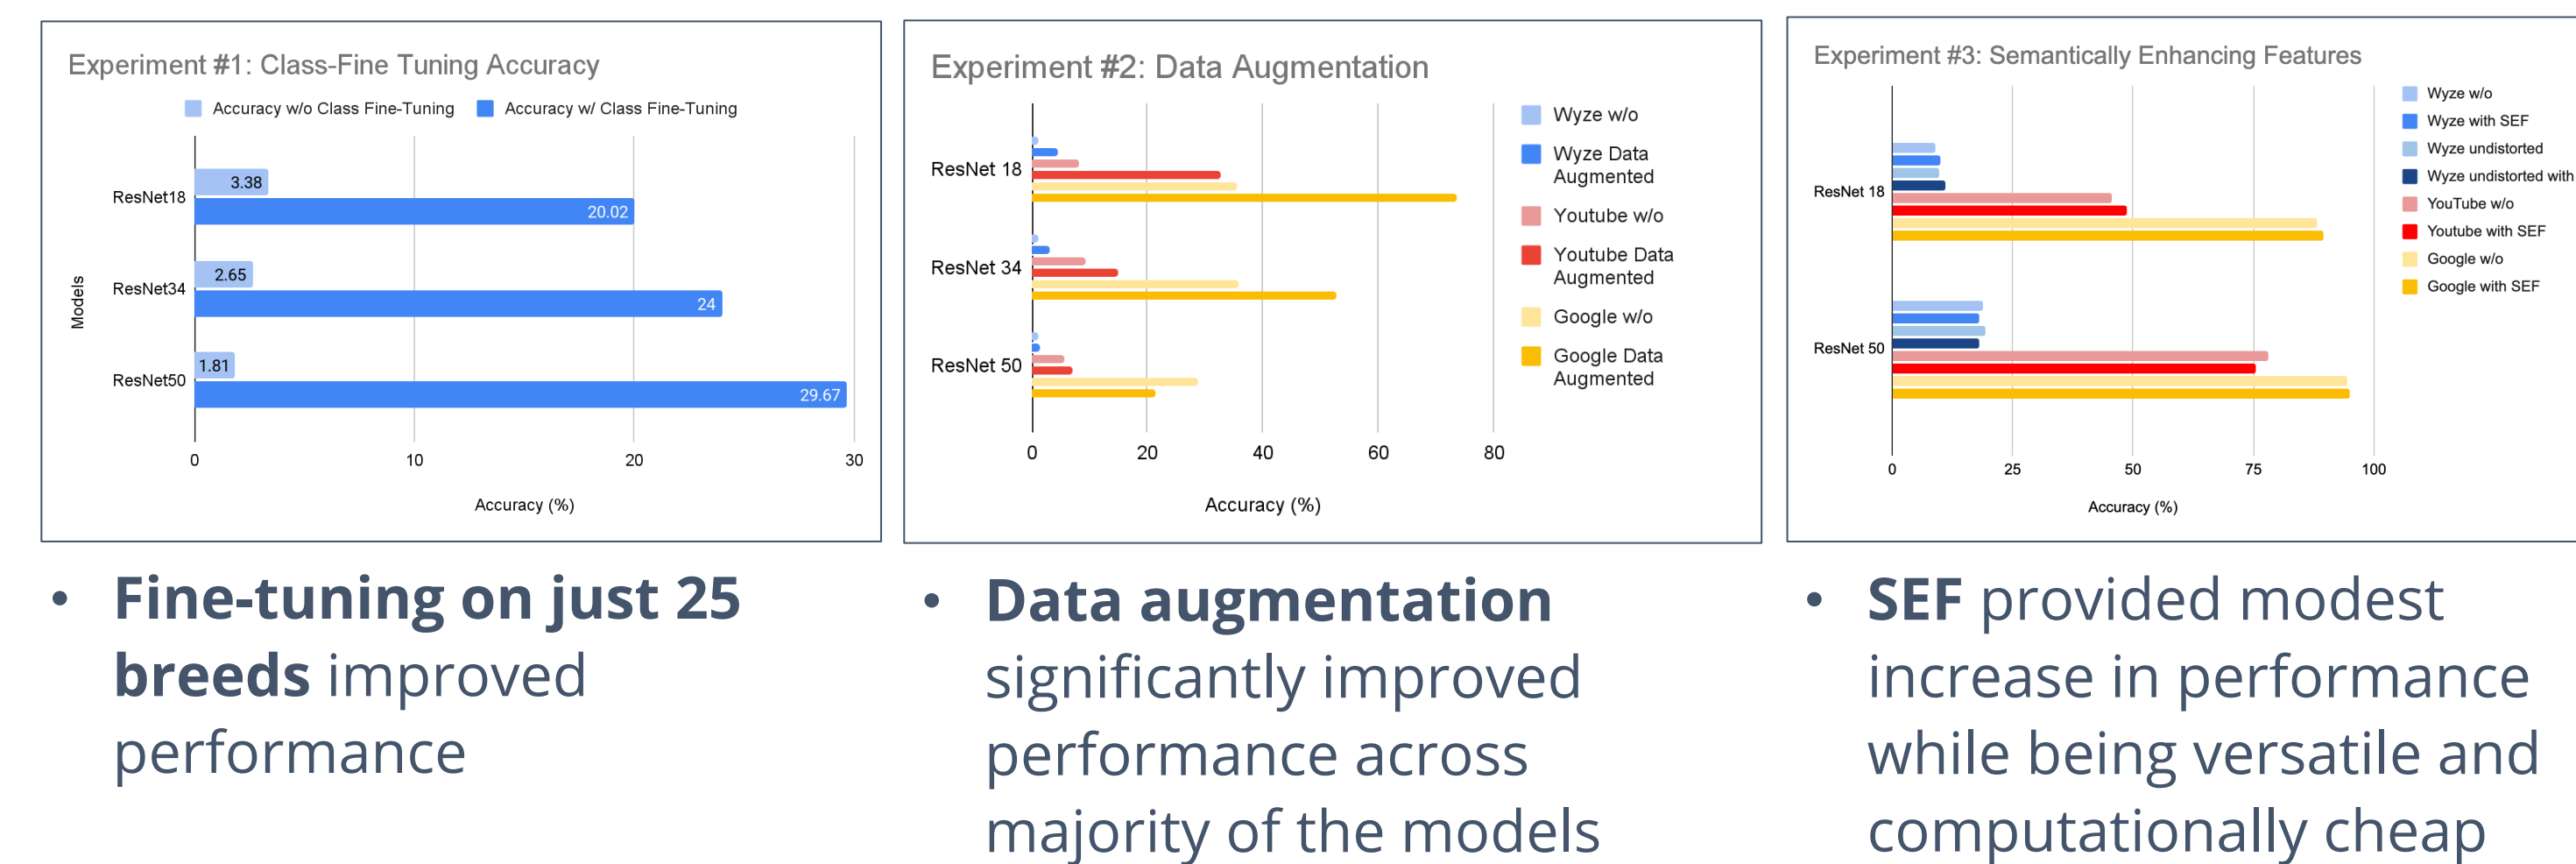 Experiment #1: Class-Fine Tuning Accuracy
Accuracy w/o Class Fine-Tuning
Accuracy w/ Class Fine-Tuning
Models
ResNet18
3.38
20.02
ResNet34
2.65
24
ResNet50
1.81
29.67
0
10
20
30
Accuracy (%)
Fine-tuning on just 25
breeds improved
performance
Experiment #2: Data Augmentation
ResNet 18
ResNet 34
ResNet 50
0
20
40
60
80
Accuracy (%)
Wyze w/o
Wyze Data
Augmented
Youtube w/o
Youtube Data
Augmented
Google w/o
Google Data
Augmented
Data augmentation
significantly improved
performance across
majority of the models
Experiment #3: Semantically Enhancing Features
ResNet 18
ResNet 50
0
25
50
75
100
Accuracy (%)
Wyze w/o
Wyze with SEF
Wyze undistorted
Wyze undistorted with
YouTube w/o
Youtube with SEF
Google w/o
Google with SEF
SEF provided modest
increase in performance
while being versatile and
computationally cheap